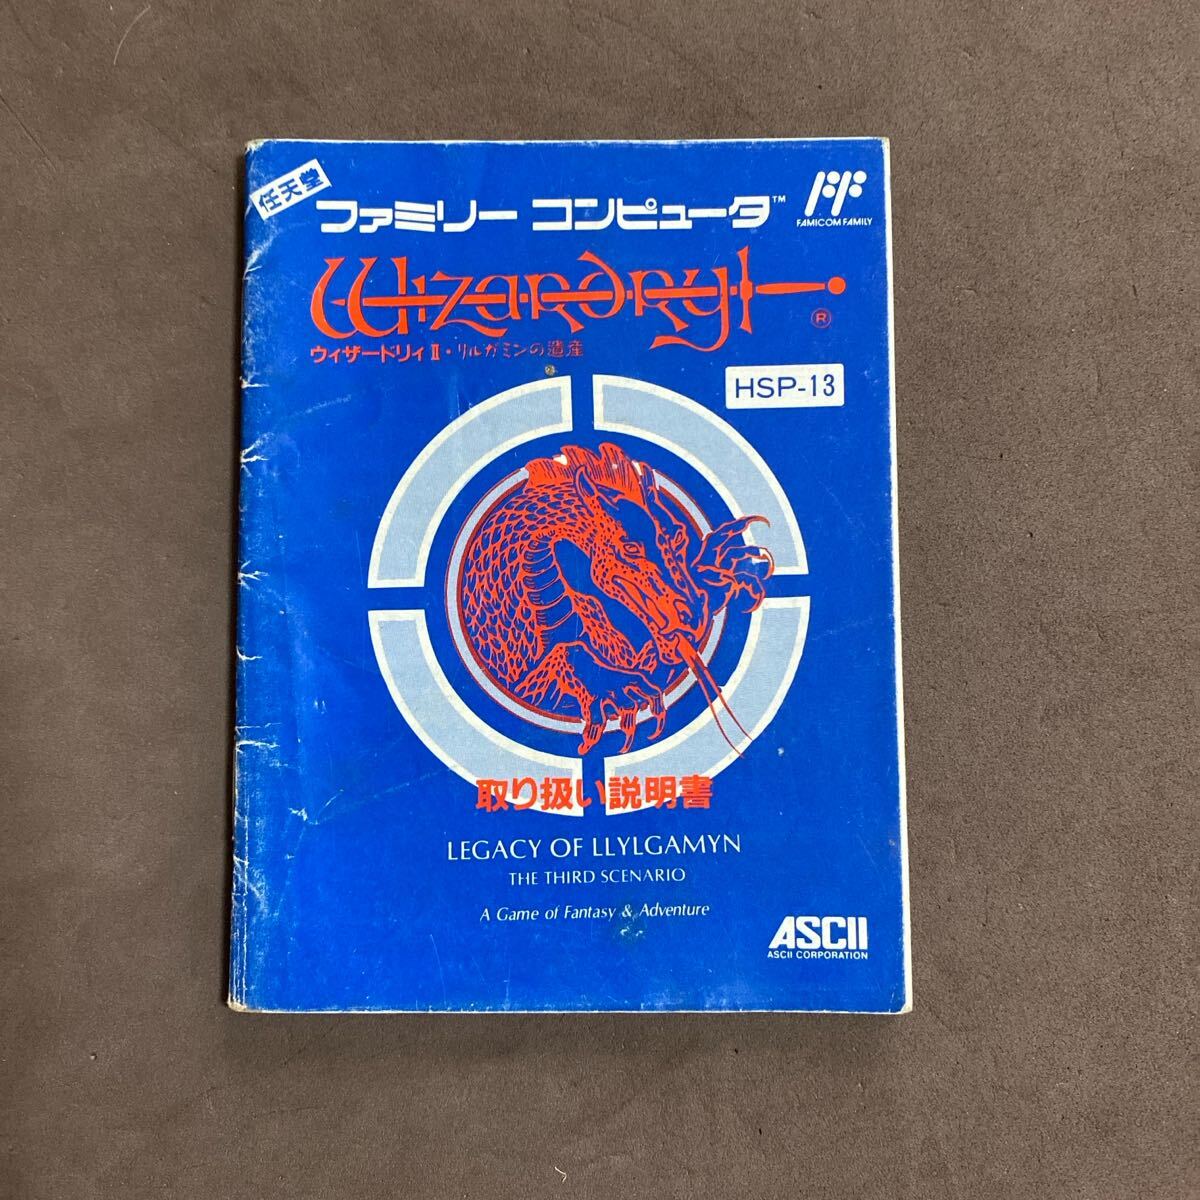 任天堂
ファミリー コンピュータ™
FAMICOM FAMILY
Wizardry
®
ウィザードリィ II・リルガミンの遺産
HSP-13
取り扱い説明書
LEGACY OF LLYLGAMYN
THE THIRD SCENARIO
A Game of Fantasy & Adventure
ASCII
ASCII CORPORATION